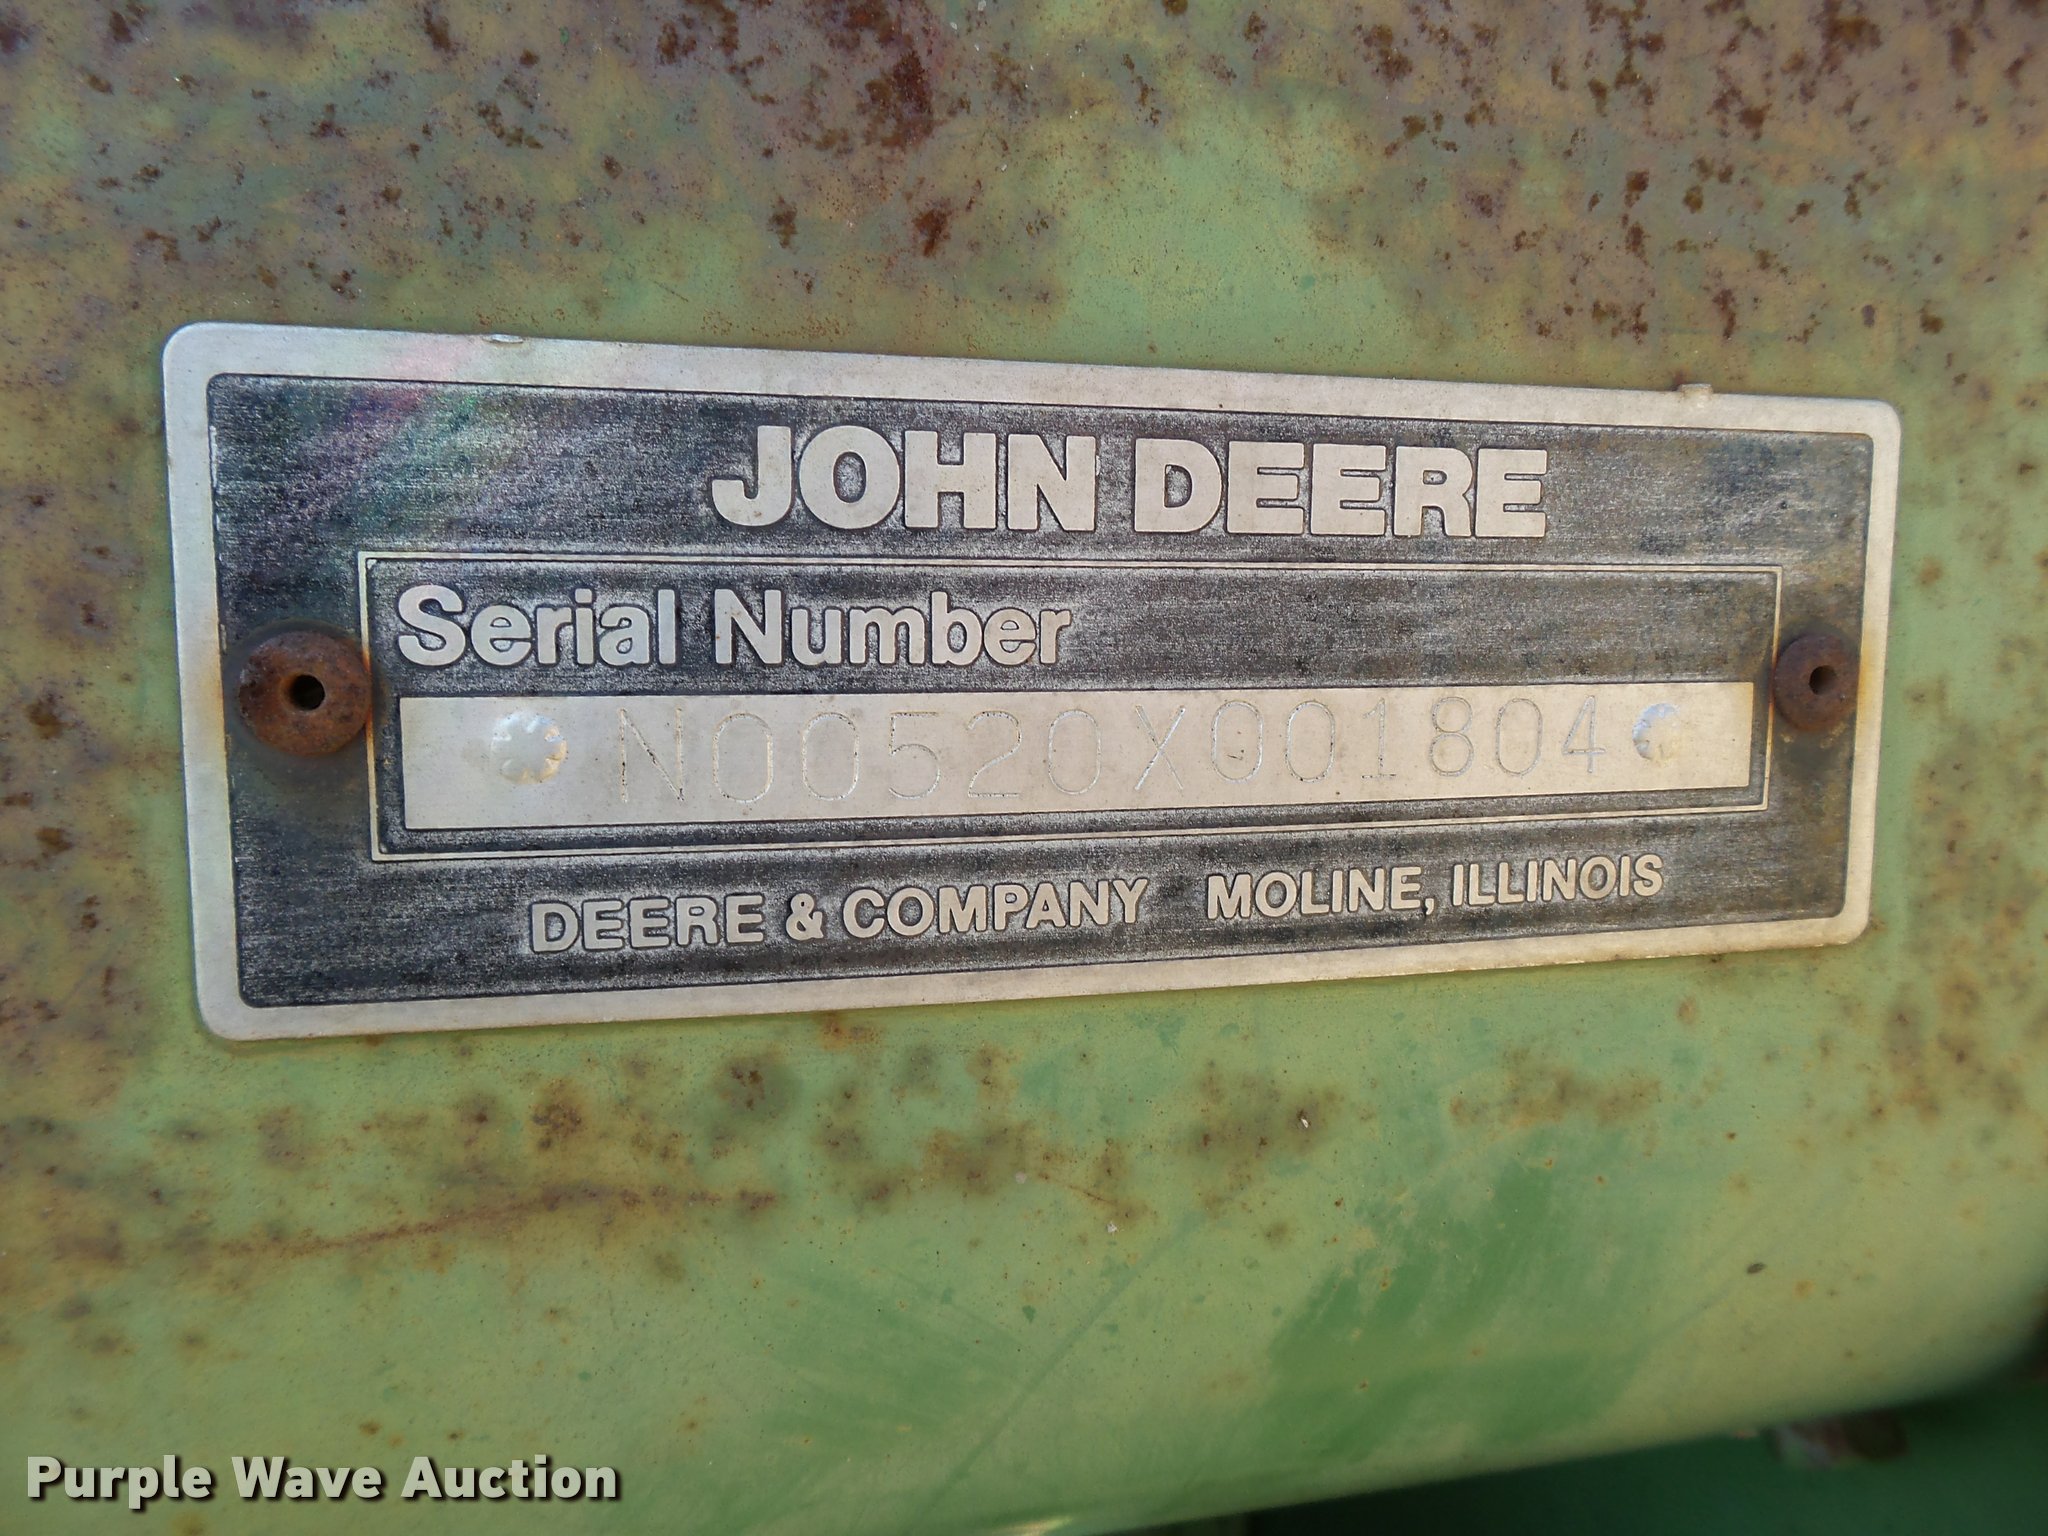 JOHN DEERE
Serial Number
N00520X001804
DEERE & COMPANY MOLINE, ILLINOIS
Purple Wave Auction